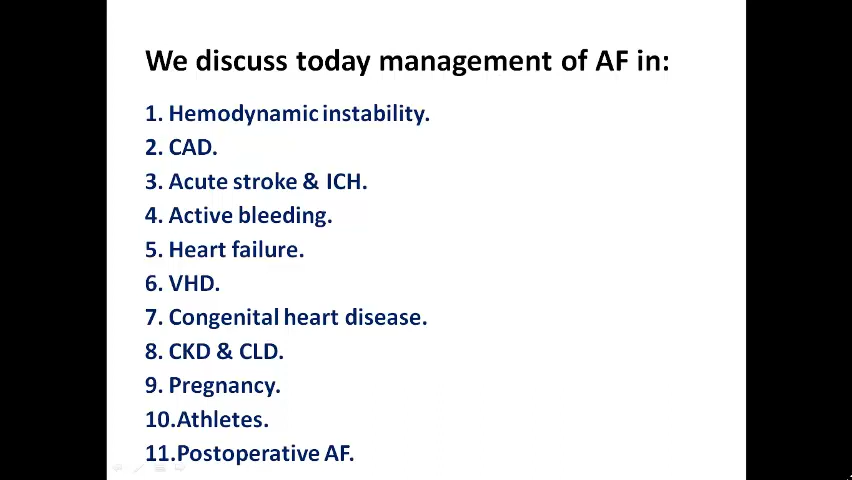 We discuss today management of AF in:
1. Hemodynamic instability.
2. CAD.
3. Acute stroke & ICH.
4. Active bleeding.
5. Heart failure.
6. VHD.
7. Congenital heart disease.
8. CKD & CLD.
9. Pregnancy.
10.Athletes.
11.Postoperative AF.